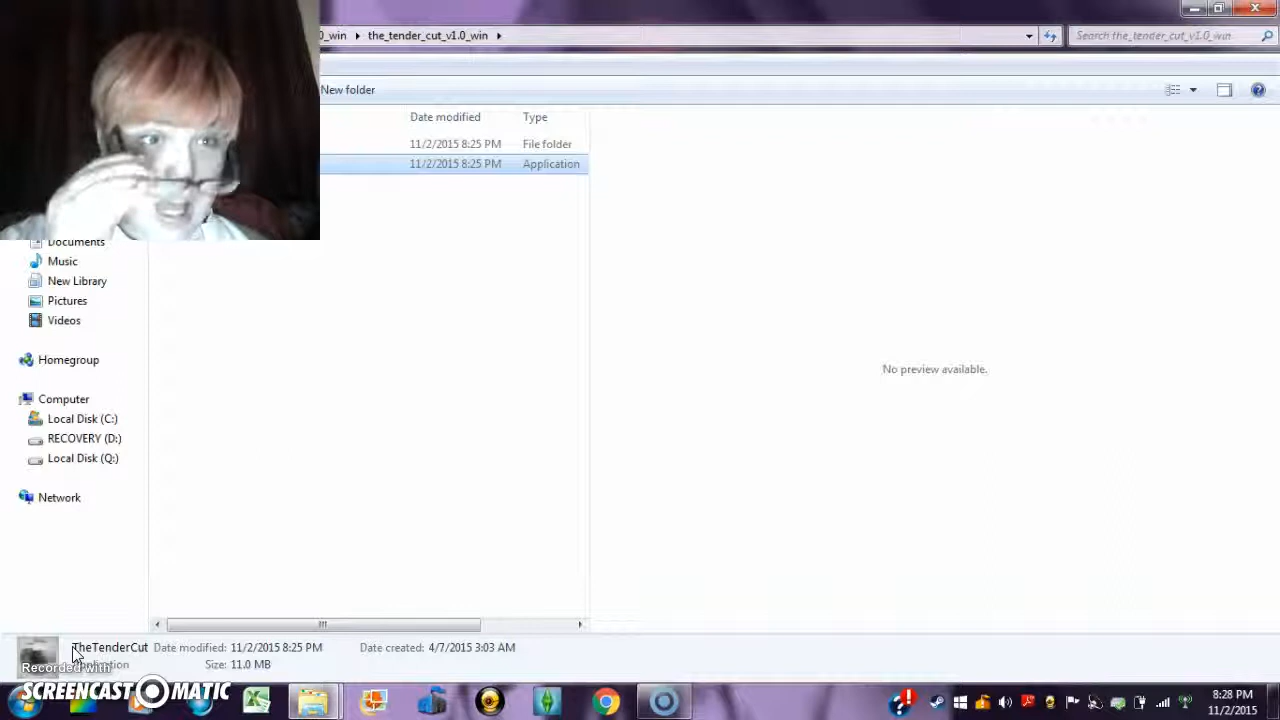 0_win ▸ the_tender_cut_v1.0_win ▸
Search the_tender_cut_v1.0_win
New folder
Date modified Type
11/2/2015 8:25 PM File folder
11/2/2015 8:25 PM Application
Documents
Music
New Library
Pictures
Videos
No preview available.
Homegroup
Computer
Local Disk (C:)
RECOVERY (D:)
Local Disk (Q:)
Network
TheTenderCut Date modified: 11/2/2015 8:25 PM Date created: 4/7/2015 3:03 AM
Application Size: 11.0 MB
Recorded with
SCREENCAST-O-MATIC
8:28 PM
11/2/2015